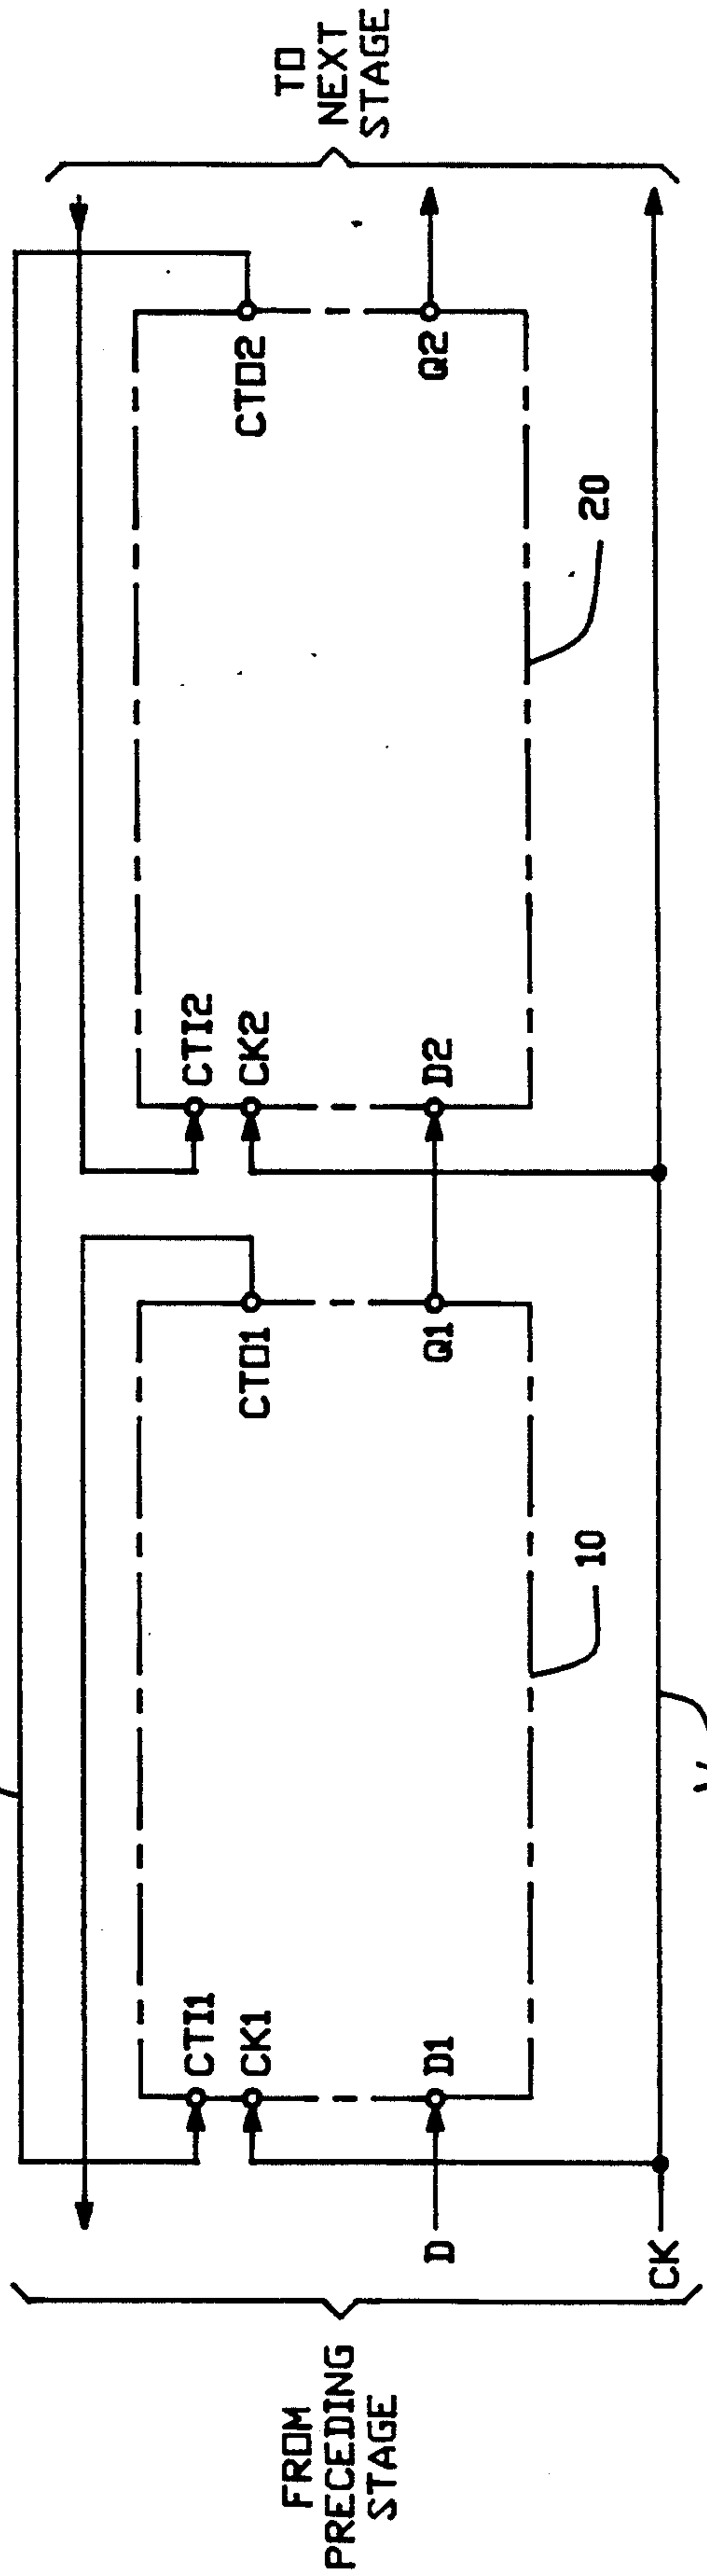 FROM
PRECEDING
STAGE
D
CK
CTI1
CK1
D1
CTO1
Q1
10
CTI2
CK2
D2
CTO2
Q2
20
TO
NEXT
STAGE